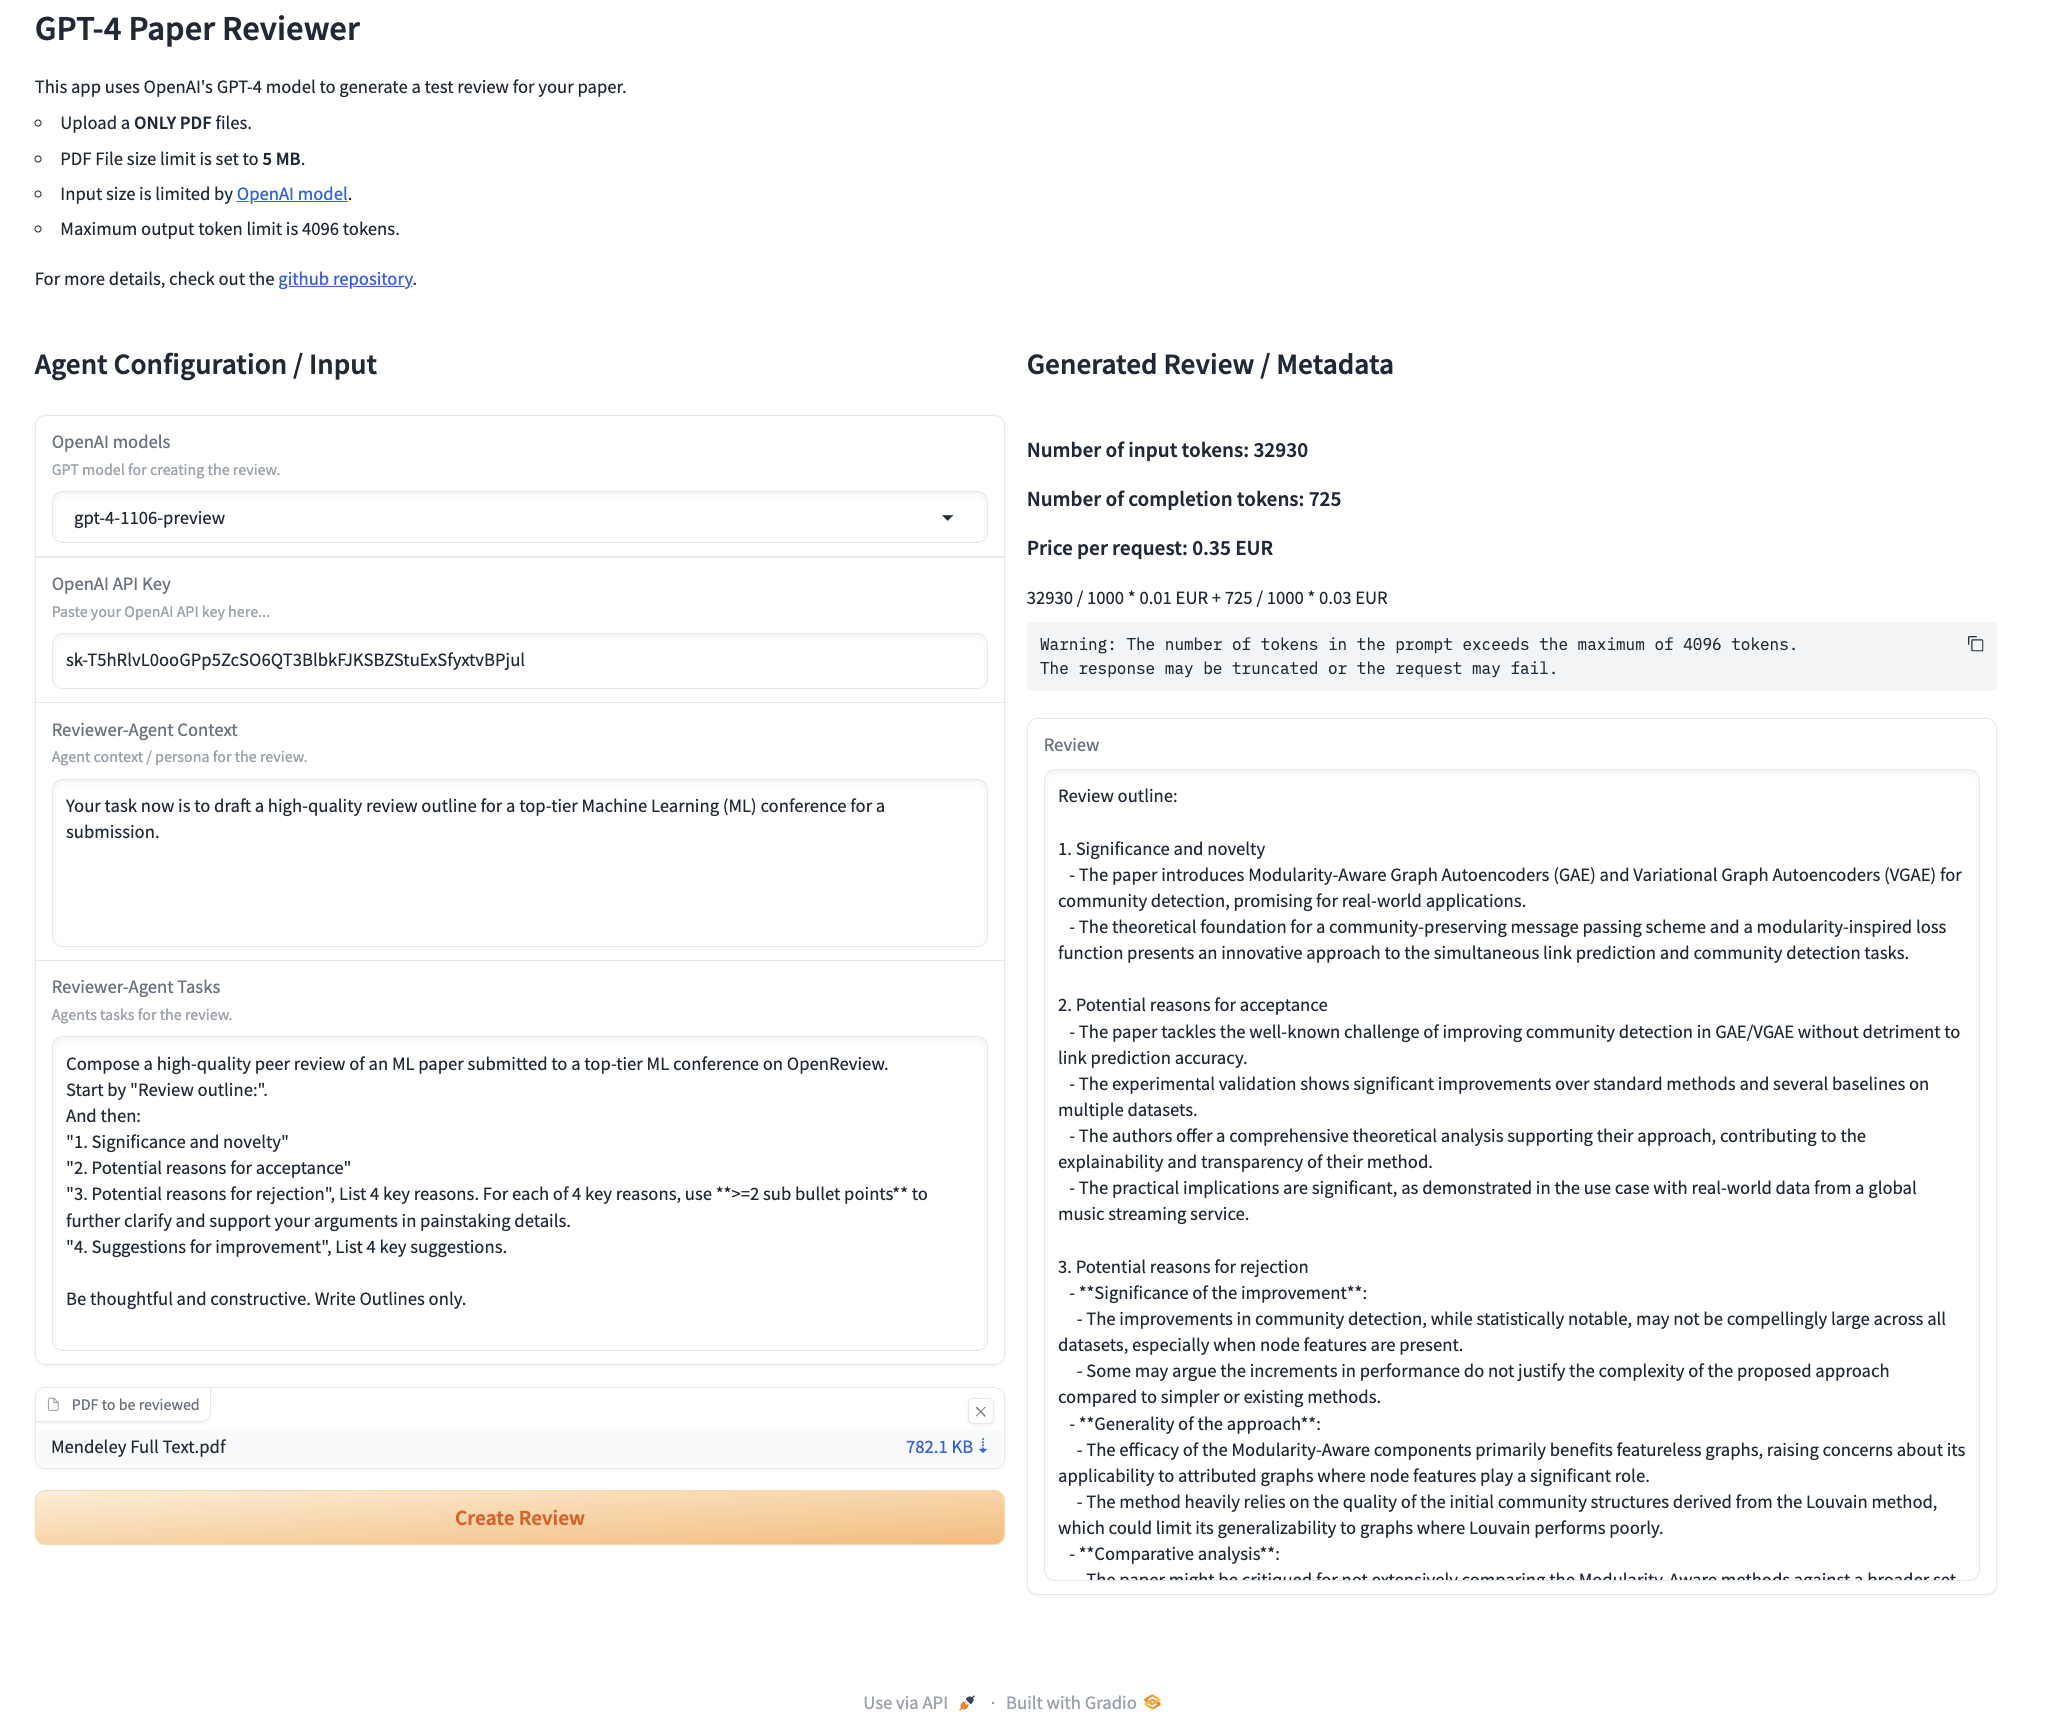 GPT-4 Paper Reviewer
This app uses OpenAI's GPT-4 model to generate a test review for your paper.
Upload a ONLY PDF files.
PDF File size limit is set to 5 MB.
Input size is limited by OpenAI model.
Maximum output token limit is 4096 tokens.
For more details, check out the github repository.
Agent Configuration / Input
OpenAI models
GPT model for creating the review.
gpt-4-1106-preview
OpenAI API Key
Paste your OpenAI API key here...
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
Reviewer-Agent Context
Agent context / persona for the review.
Your task now is to draft a high-quality review outline for a top-tier Machine Learning (ML) conference for a
submission.
Reviewer-Agent Tasks
Agents tasks for the review.
Compose a high-quality peer review of an ML paper submitted to a top-tier ML conference on OpenReview.
Start by "Review outline:".
And then:
"1. Significance and novelty"
"2. Potential reasons for acceptance"
"3. Potential reasons for rejection", List 4 key reasons. For each of 4 key reasons, use **>=2 sub bullet points** to
further clarify and support your arguments in painstaking details.
"4. Suggestions for improvement", List 4 key suggestions.
Be thoughtful and constructive. Write Outlines only.
PDF to be reviewed
Mendeley Full Text.pdf
782.1 KB ⇣
Create Review
Generated Review / Metadata
Number of input tokens: 32930
Number of completion tokens: 725
Price per request: 0.35 EUR
32930 / 1000 * 0.01 EUR + 725 / 1000 * 0.03 EUR
Warning: The number of tokens in the prompt exceeds the maximum of 4096 tokens.
The response may be truncated or the request may fail.
Review
Review outline:
1. Significance and novelty
- The paper introduces Modularity-Aware Graph Autoencoders (GAE) and Variational Graph Autoencoders (VGAE) for
community detection, promising for real-world applications.
- The theoretical foundation for a community-preserving message passing scheme and a modularity-inspired loss
function presents an innovative approach to the simultaneous link prediction and community detection tasks.
2. Potential reasons for acceptance
- The paper tackles the well-known challenge of improving community detection in GAE/VGAE without detriment to
link prediction accuracy.
- The experimental validation shows significant improvements over standard methods and several baselines on
multiple datasets.
- The authors offer a comprehensive theoretical analysis supporting their approach, contributing to the
explainability and transparency of their method.
- The practical implications are significant, as demonstrated in the use case with real-world data from a global
music streaming service.
3. Potential reasons for rejection
- **Significance of the improvement**:
- The improvements in community detection, while statistically notable, may not be compellingly large across all
datasets, especially when node features are present.
- Some may argue the increments in performance do not justify the complexity of the proposed approach
compared to simpler or existing methods.
- **Generality of the approach**:
- The efficacy of the Modularity-Aware components primarily benefits featureless graphs, raising concerns about its
applicability to attributed graphs where node features play a significant role.
- The method heavily relies on the quality of the initial community structures derived from the Louvain method,
which could limit its generalizability to graphs where Louvain performs poorly.
- **Comparative analysis**:
- The paper might be critiqued for not extensively comparing the Modularity-Aware methods against a broader set
Use via API · Built with Gradio